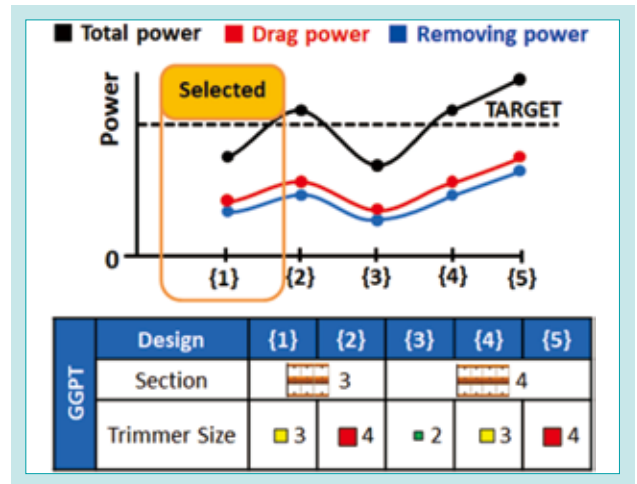 Total power Drag power Removing power
Selected
Power
TARGET
0
{1} {2} {3} {4} {5}
GGPT
Design {1} {2} {3} {4} {5}
Section 3 4
Trimmer Size 3 4 2 3 4